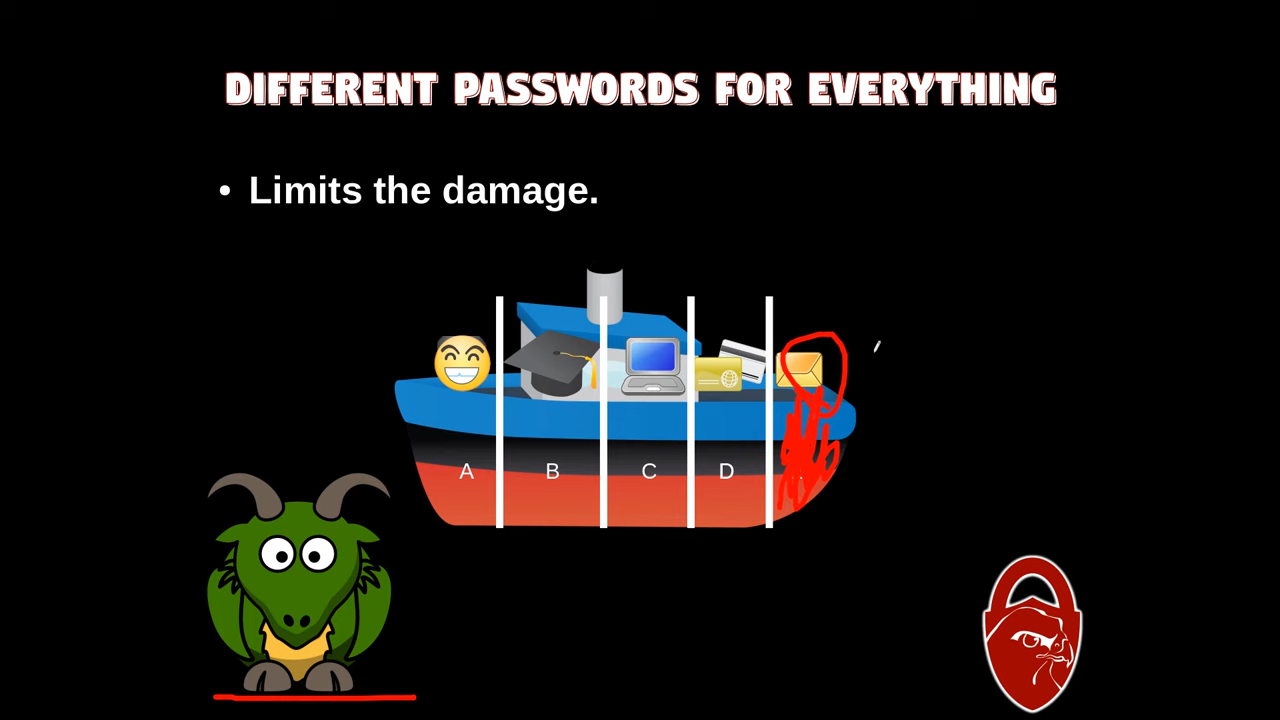 DIFFERENT PASSWORDS FOR EVERYTHING
• Limits the damage.
A B C D